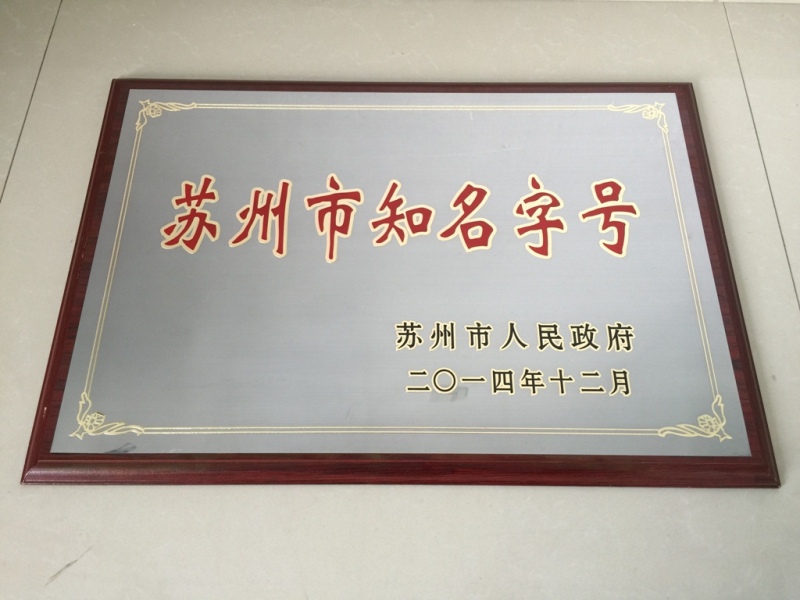 苏州市知名字号
苏州市人民政府
二〇一四年十二月